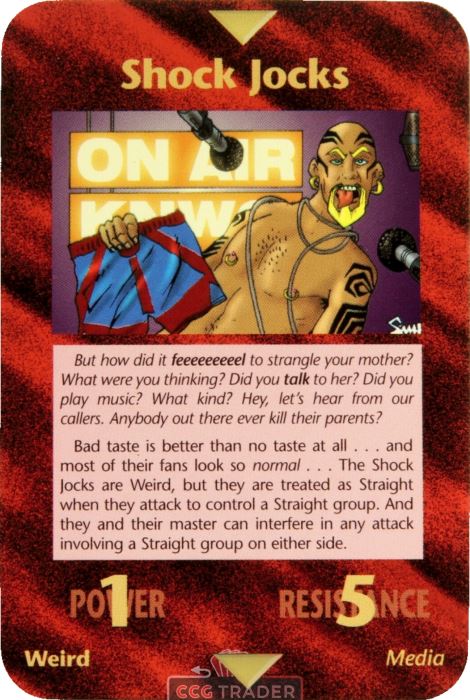 Shock Jocks
ON AIR
KNWO
But how did it feeeeeeeel to strangle your mother?
What were you thinking? Did you talk to her? Did you
play music? What kind? Hey, let's hear from our
callers. Anybody out there ever kill their parents?
Bad taste is better than no taste at all . . . and
most of their fans look so normal . . . The Shock
Jocks are Weird, but they are treated as Straight
when they attack to control a Straight group. And
they and their master can interfere in any attack
involving a Straight group on either side.
POWER 1
RESISTANCE 5
Weird
Media
CCG TRADER